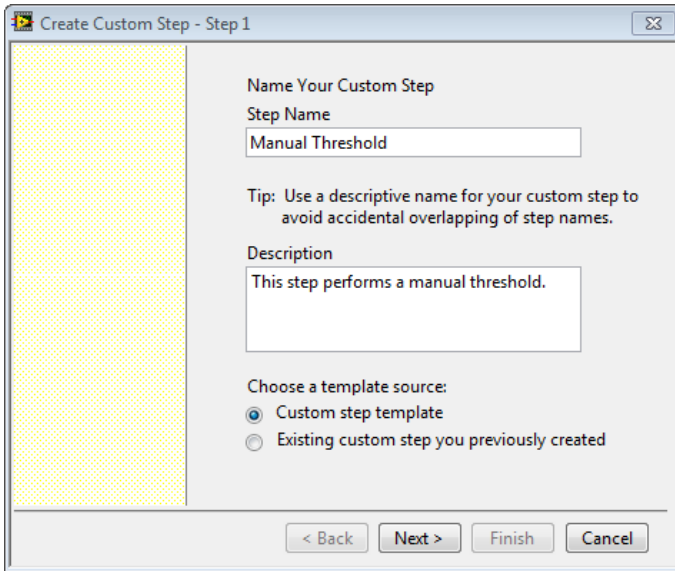 Create Custom Step - Step 1
Name Your Custom Step
Step Name
Manual Threshold
Tip: Use a descriptive name for your custom step to
avoid accidental overlapping of step names.
Description
This step performs a manual threshold.
Choose a template source:
Custom step template
Existing custom step you previously created
< Back Next > Finish Cancel